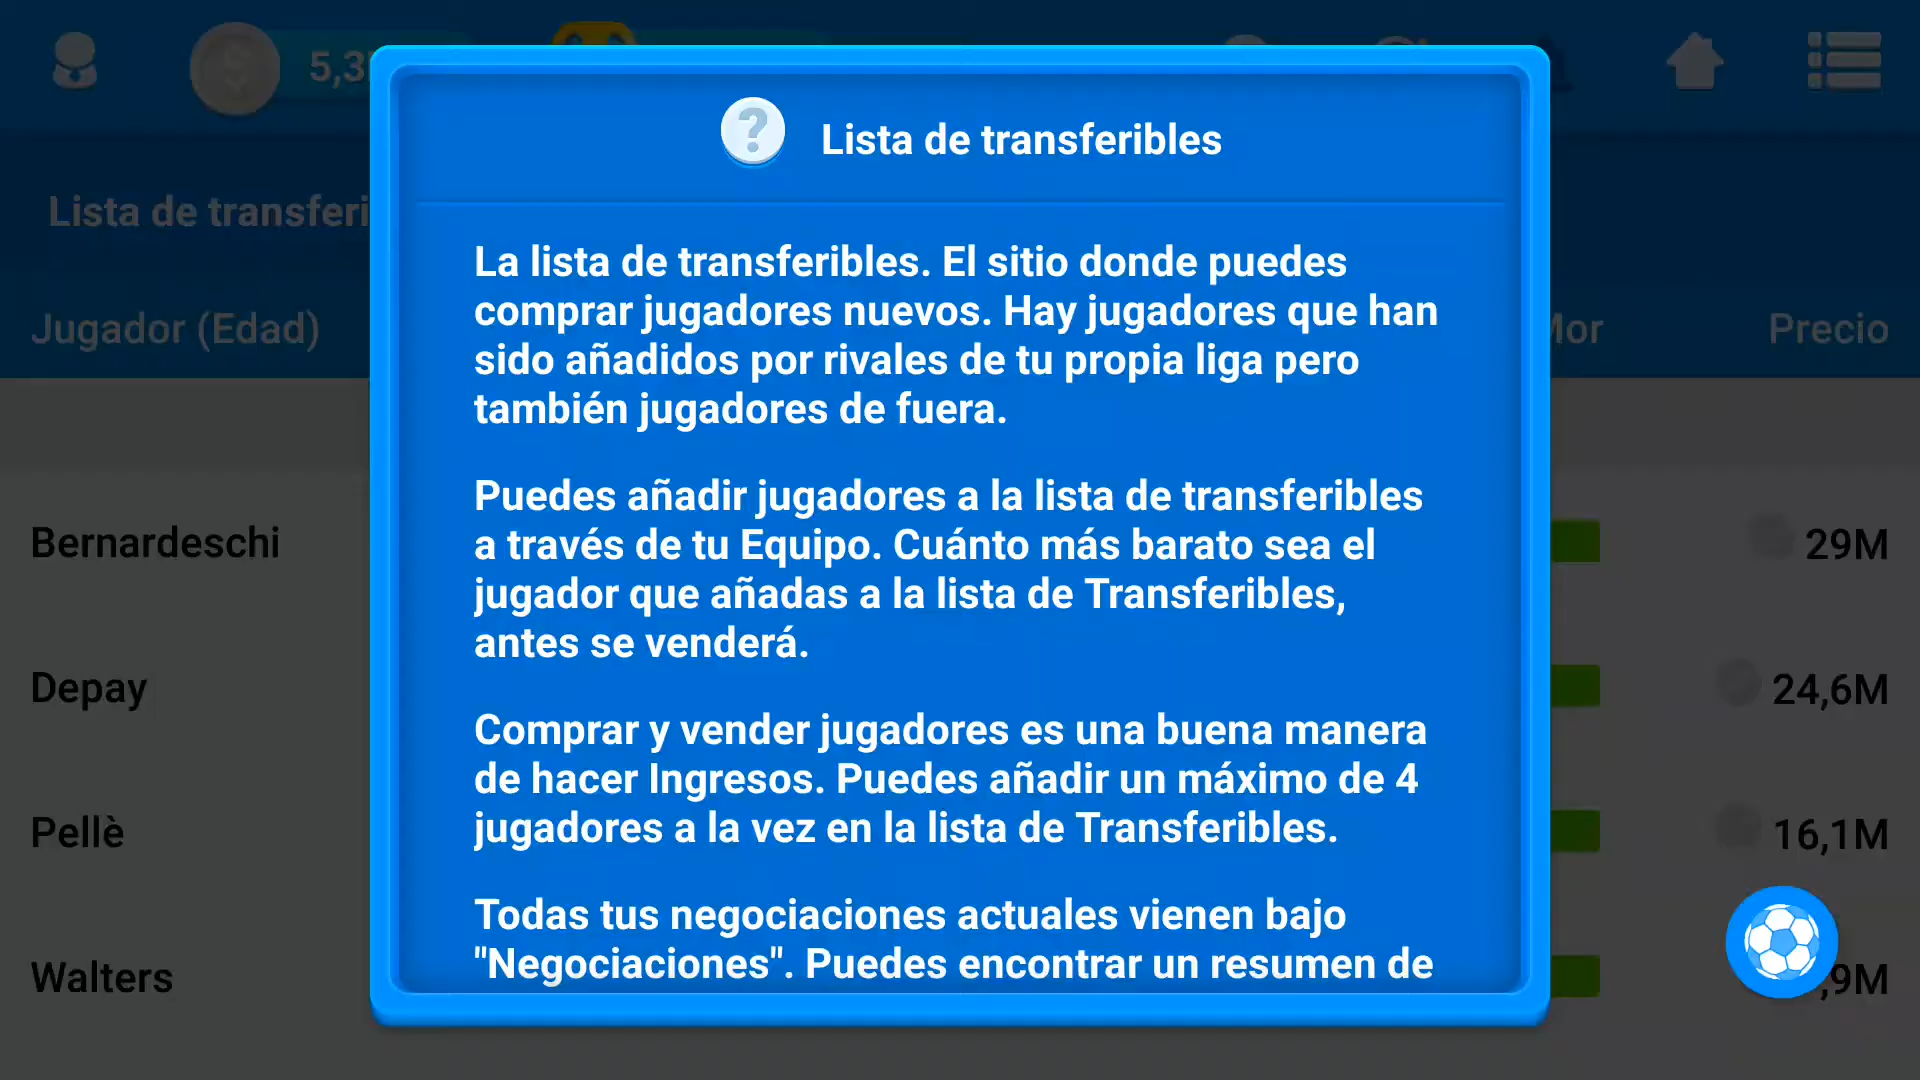 5,3
Lista de transferibles
Lista de transferi
La lista de transferibles. El sitio donde puedes
comprar jugadores nuevos. Hay jugadores que han
sido añadidos por rivales de tu propia liga pero
también jugadores de fuera.
Jugador (Edad)
Mor
Precio
Puedes añadir jugadores a la lista de transferibles
a través de tu Equipo. Cuánto más barato sea el
jugador que añadas a la lista de Transferibles,
antes se venderá.
Bernardeschi
29M
Depay
24,6M
Comprar y vender jugadores es una buena manera
de hacer Ingresos. Puedes añadir un máximo de 4
jugadores a la vez en la lista de Transferibles.
Pellè
16,1M
Todas tus negociaciones actuales vienen bajo
"Negociaciones". Puedes encontrar un resumen de
Walters
,9M